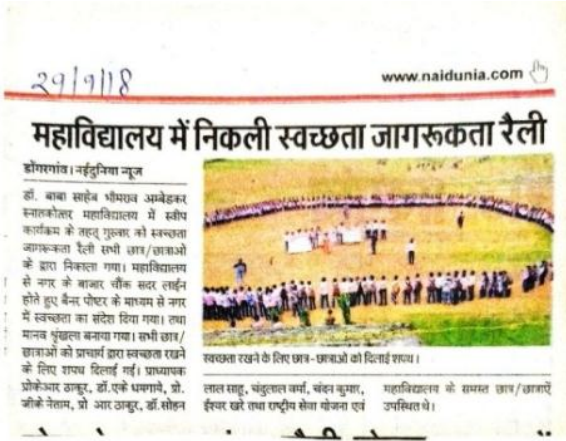 29/9/18
www.naidunia.com
महाविद्यालय में निकली स्वच्छता जागरूकता रैली
डोंगरगांव। नईदुनिया न्यूज
डॉ. बाबा साहेब भीमराव अम्बेडकर
स्नातकोत्तर महाविद्यालय में स्वीप
कार्यक्रम के तहत् गुरुवार को स्वच्छता
जागरूकता रैली सभी छात्र/छात्राओं
के द्वारा निकाला गया। महाविद्यालय
से नगर के बाजार चौंक सदर लाईन
होते हुए बैनर पोष्टर के माध्यम से नगर
में स्वच्छता का संदेश दिया गया। तथा
मानव श्रृंखला बनाया गया। सभी छात्र/
छात्राओं को प्राचार्य द्वारा स्वच्छता रखने
के लिए शपथ दिलाई गई। प्राध्यापक
प्रोकेआर ठाकुर, डॉ.एके धमगाये, प्रो.
जीके नेताम, प्रो आर ठाकुर, डॉ.सोहन
स्वच्छता रखने के लिए छात्र-छात्राओं को दिलाई शपथ।
लाल साहू, चंदुलाल वर्मा, चंदन कुमार,
ईश्वर खरे तथा राष्ट्रीय सेवा योजना एवं
महाविद्यालय के समस्त छात्र/छात्राऐं
उपस्थित थे।